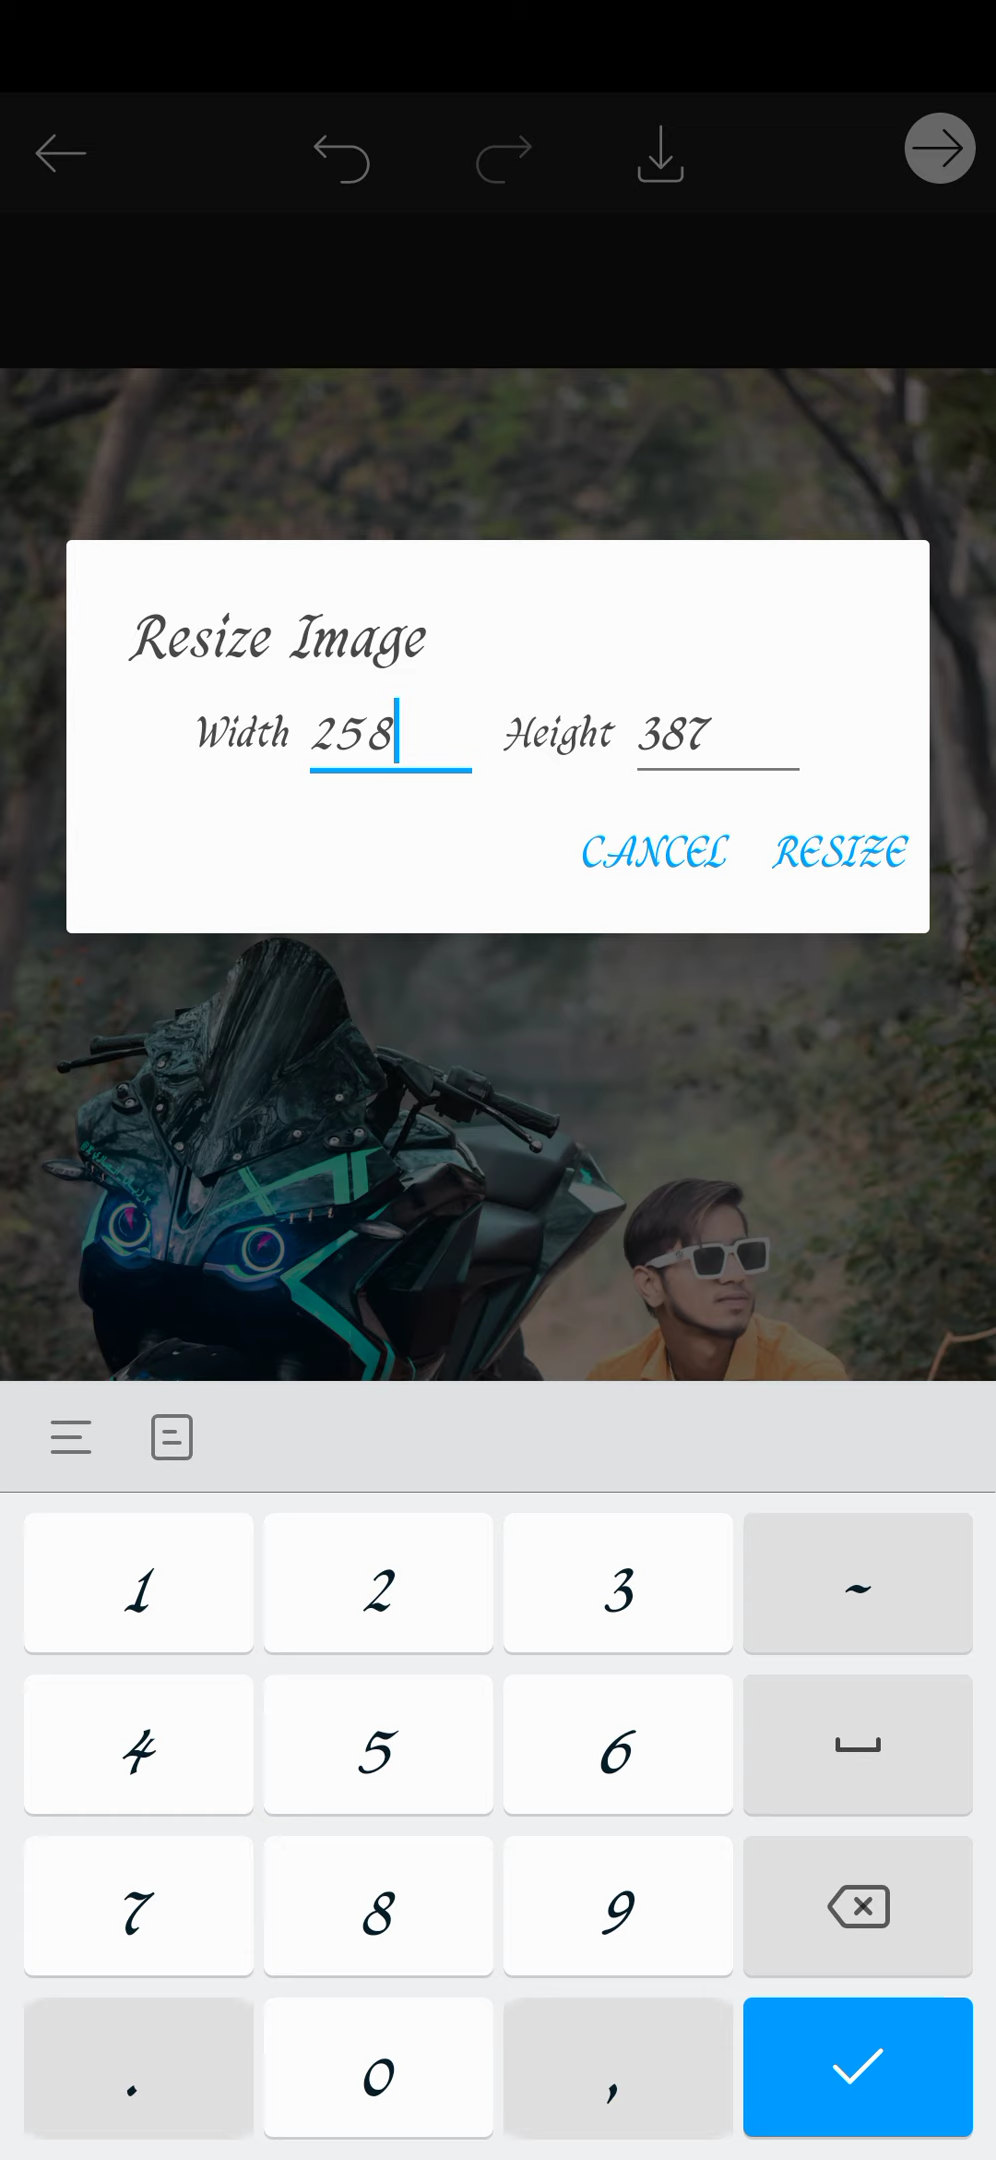 Resize Image
Width 258 Height 387
CANCEL RESIZE
1 2 3 ~
4 5 6
7 8 9
. 0 ,